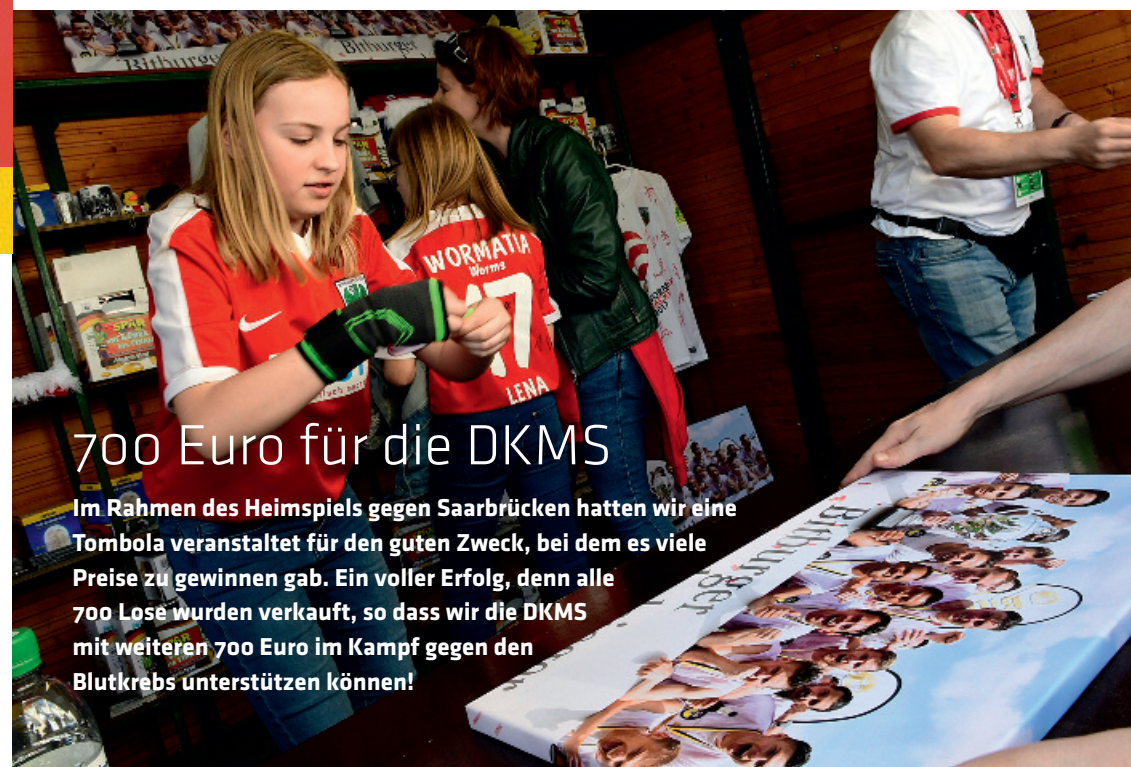 Bitburger
Bitburger
WORMATIA
Worms
17
LENA
SPAR
700 Euro für die DKMS
Im Rahmen des Heimspiels gegen Saarbrücken hatten wir eine
Tombola veranstaltet für den guten Zweck, bei dem es viele
Preise zu gewinnen gab. Ein voller Erfolg, denn alle
700 Lose wurden verkauft, so dass wir die DKMS
mit weiteren 700 Euro im Kampf gegen den
Blutkrebs unterstützen können!
Bitburger